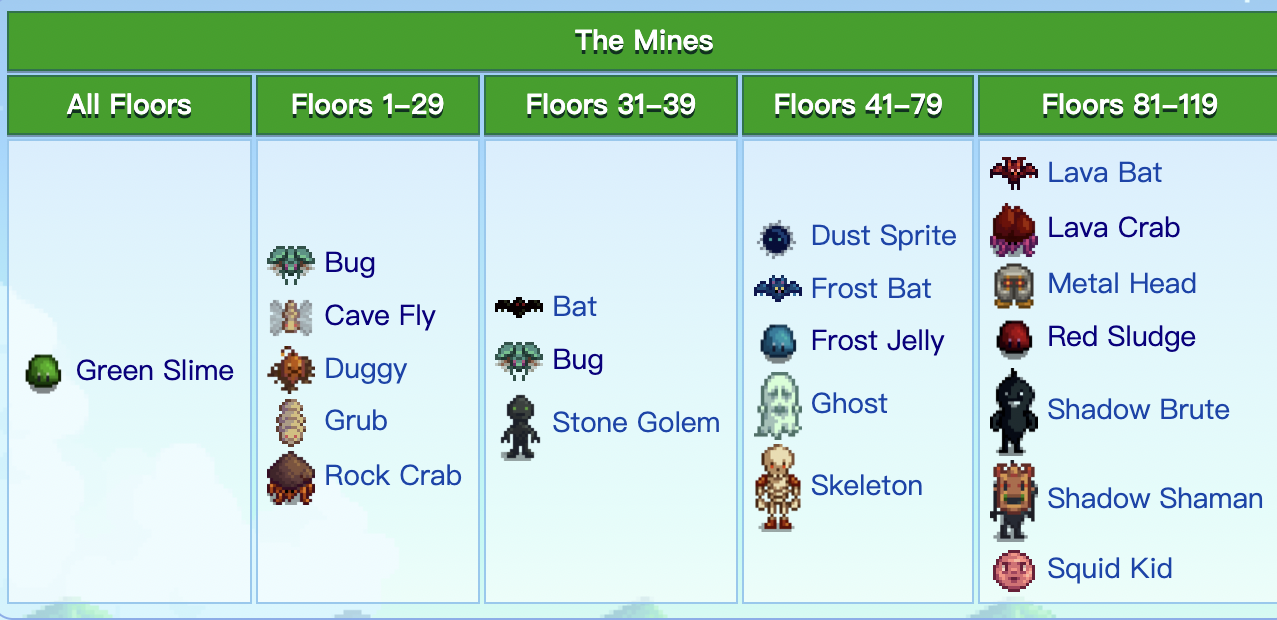 The Mines
All Floors
Floors 1–29
Floors 31–39
Floors 41–79
Floors 81–119
Green Slime
Bug
Cave Fly
Duggy
Grub
Rock Crab
Bat
Bug
Stone Golem
Dust Sprite
Frost Bat
Frost Jelly
Ghost
Skeleton
Lava Bat
Lava Crab
Metal Head
Red Sludge
Shadow Brute
Shadow Shaman
Squid Kid